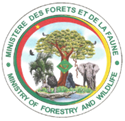 MINISTERE DES FORETS ET DE LA FAUNE
MINISTRY OF FORESTRY AND WILDLIFE